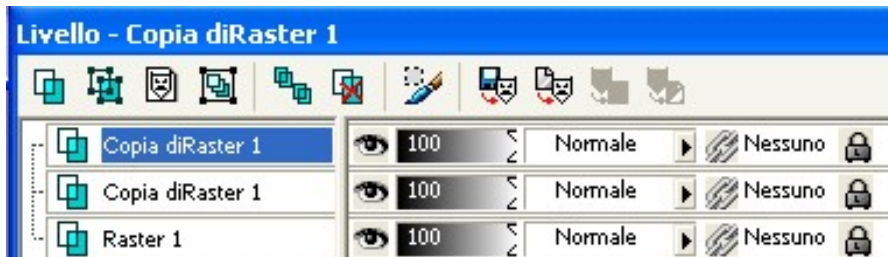 Livello - Copia diRaster 1
Copia diRaster 1 100 Normale Nessuno
Copia diRaster 1 100 Normale Nessuno
Raster 1 100 Normale Nessuno